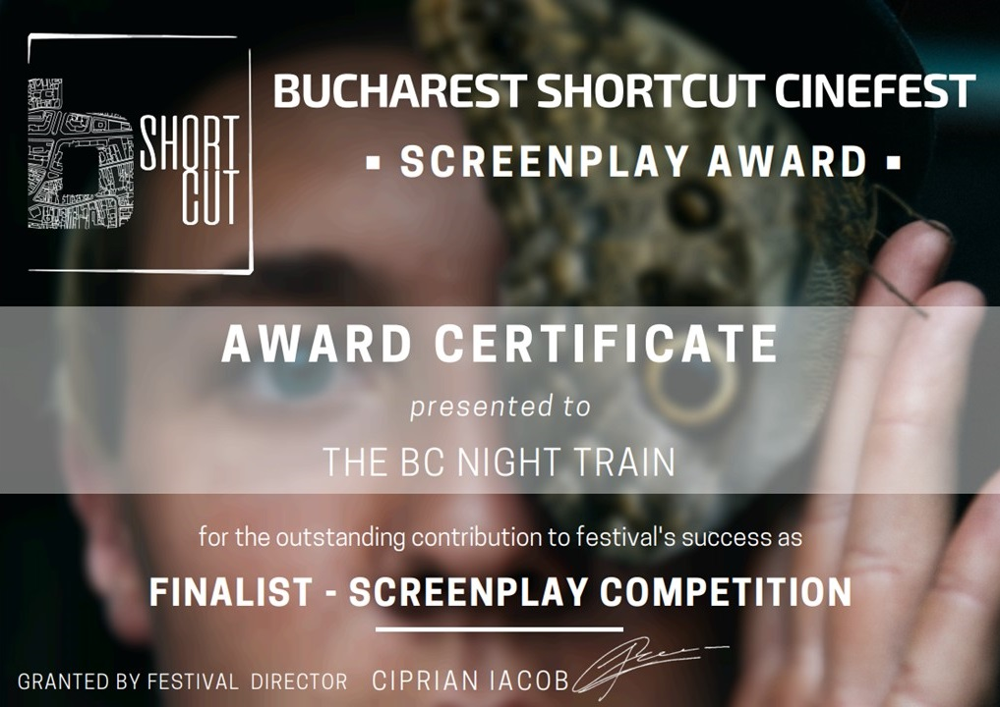 SHORT
CUT
BUCHAREST SHORTCUT CINEFEST
▪ SCREENPLAY AWARD ▪
AWARD CERTIFICATE
presented to
THE BC NIGHT TRAIN
for the outstanding contribution to festival's success as
FINALIST - SCREENPLAY COMPETITION
GRANTED BY FESTIVAL DIRECTOR CIPRIAN IACOB